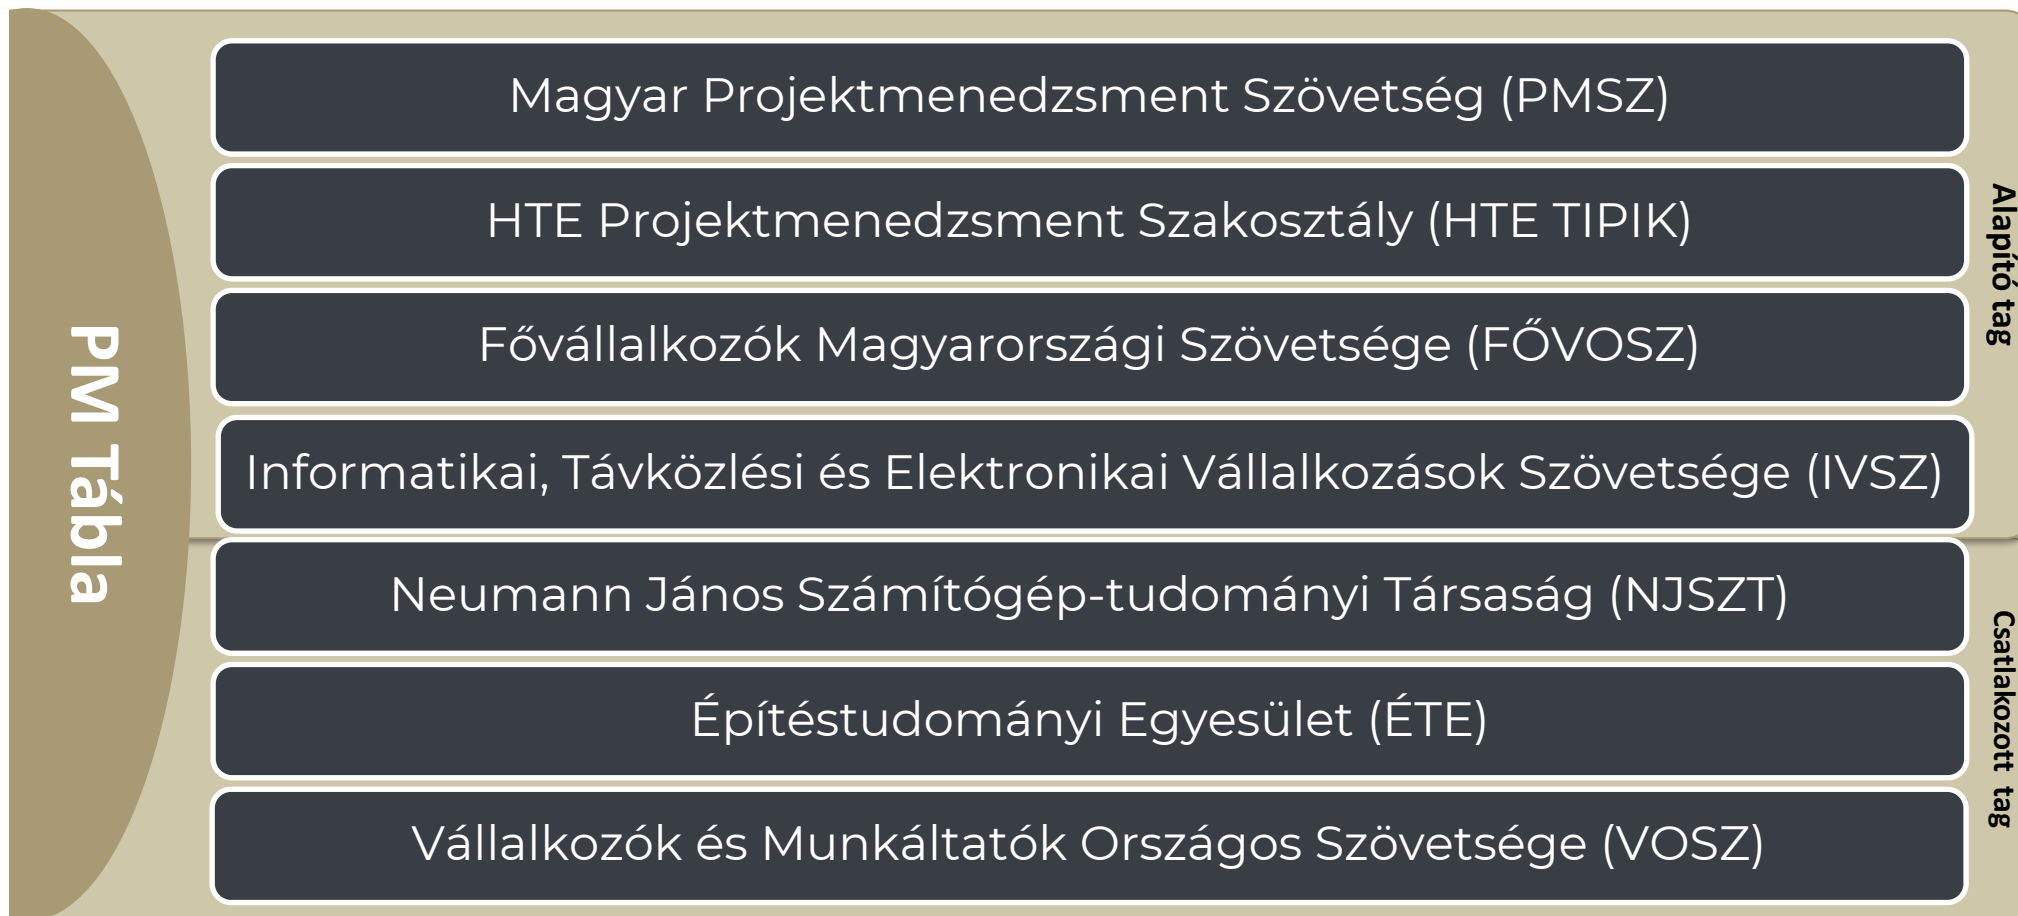 PM Tábla
Magyar Projektmenedzsment Szövetség (PMSZ)
HTE Projektmenedzsment Szakosztály (HTE TIPIK)
Fővállalkozók Magyarországi Szövetsége (FŐVOSZ)
Informatikai, Távközlési és Elektronikai Vállalkozások Szövetsége (IVSZ)
Alapító tag
Neumann János Számítógép-tudományi Társaság (NJSZT)
Építéstudományi Egyesület (ÉTE)
Vállalkozók és Munkáltatók Országos Szövetsége (VOSZ)
Csatlakozott tag